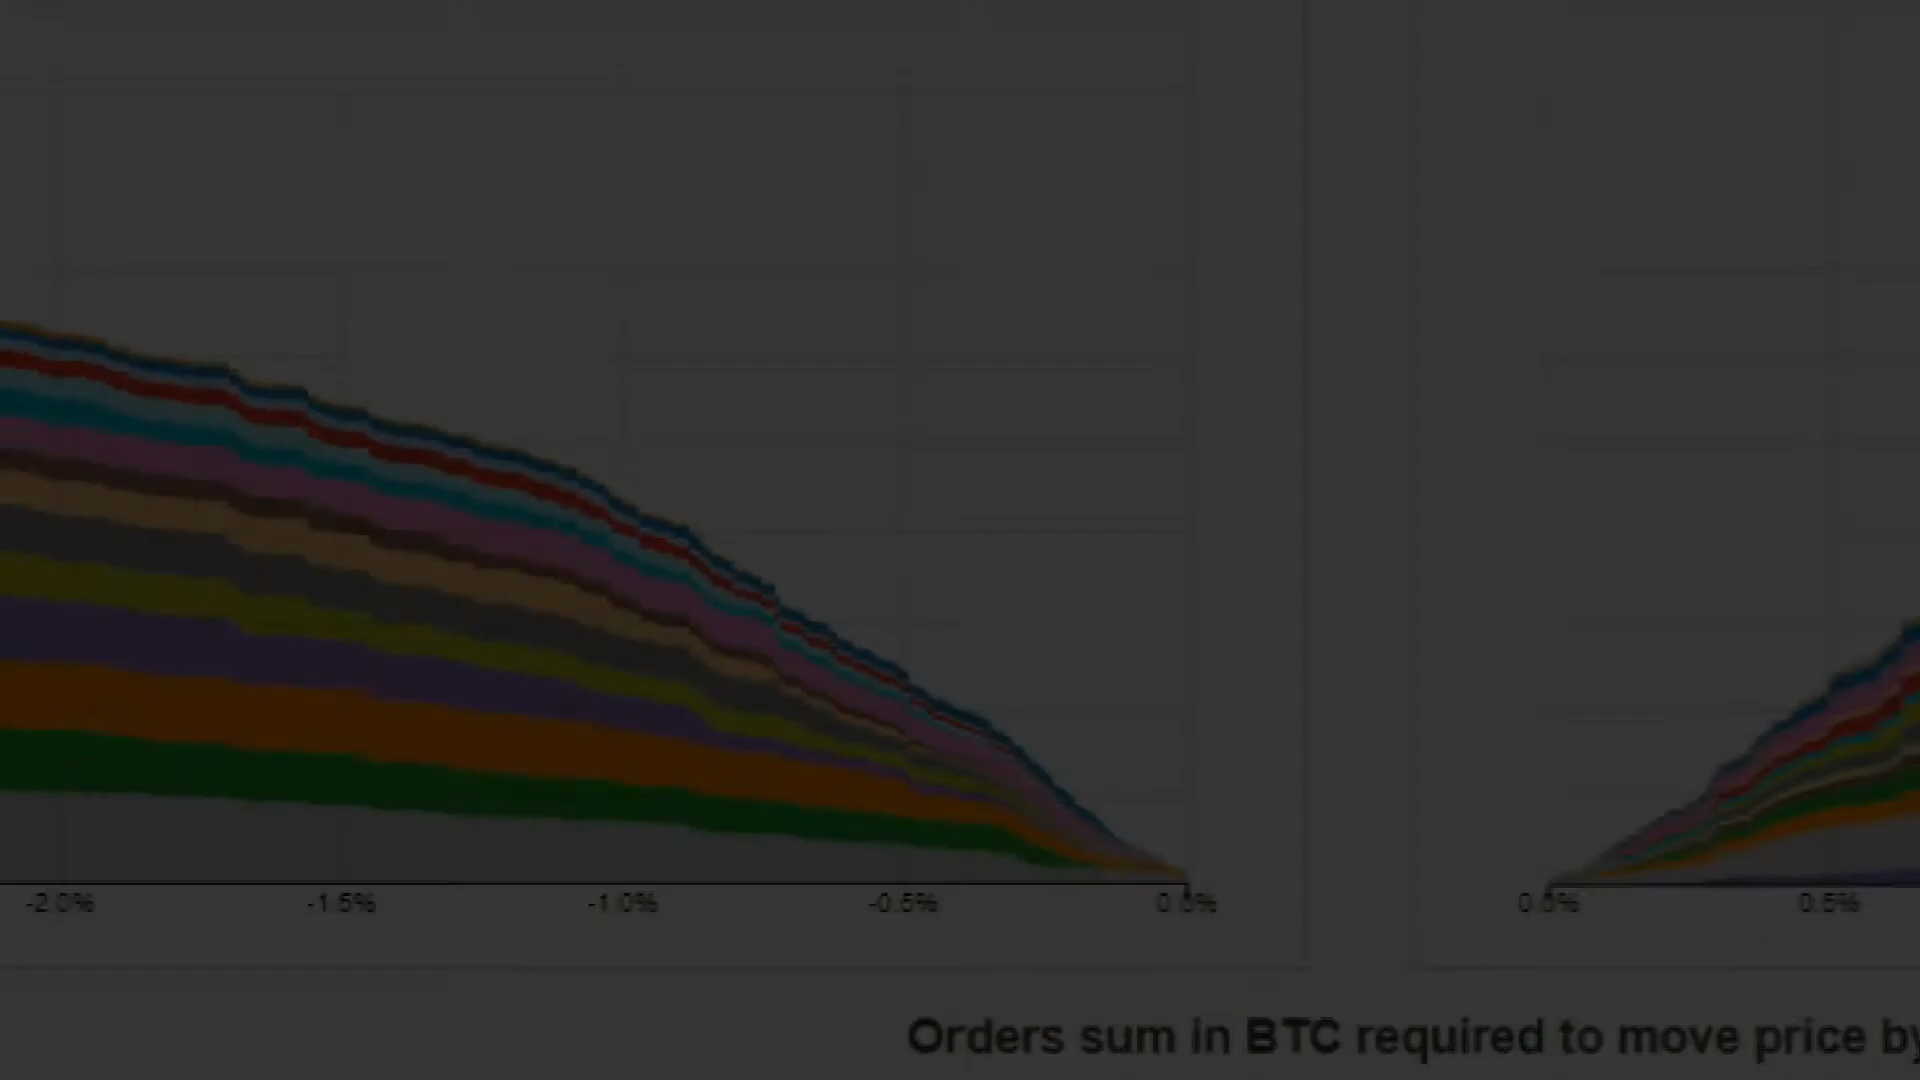 -2.0% -1.5% -1.0% -0.5% 0.0% 0.0% 0.5%
Orders sum in BTC required to move price by